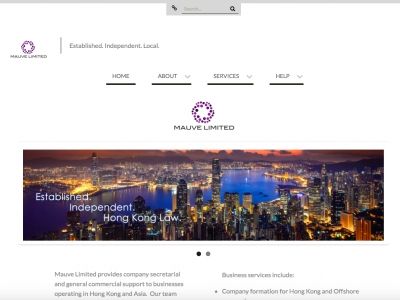 Search...
MAUVE LIMITED
Established. Independent. Local.
HOME
ABOUT
SERVICES
HELP
MAUVE LIMITED
Established.
Independent.
Hong Kong Law.
Mauve Limited provides company secretarial
and general commercial support to businesses
operating in Hong Kong and Asia. Our team
Business services include:
Company formation for Hong Kong and Offshore